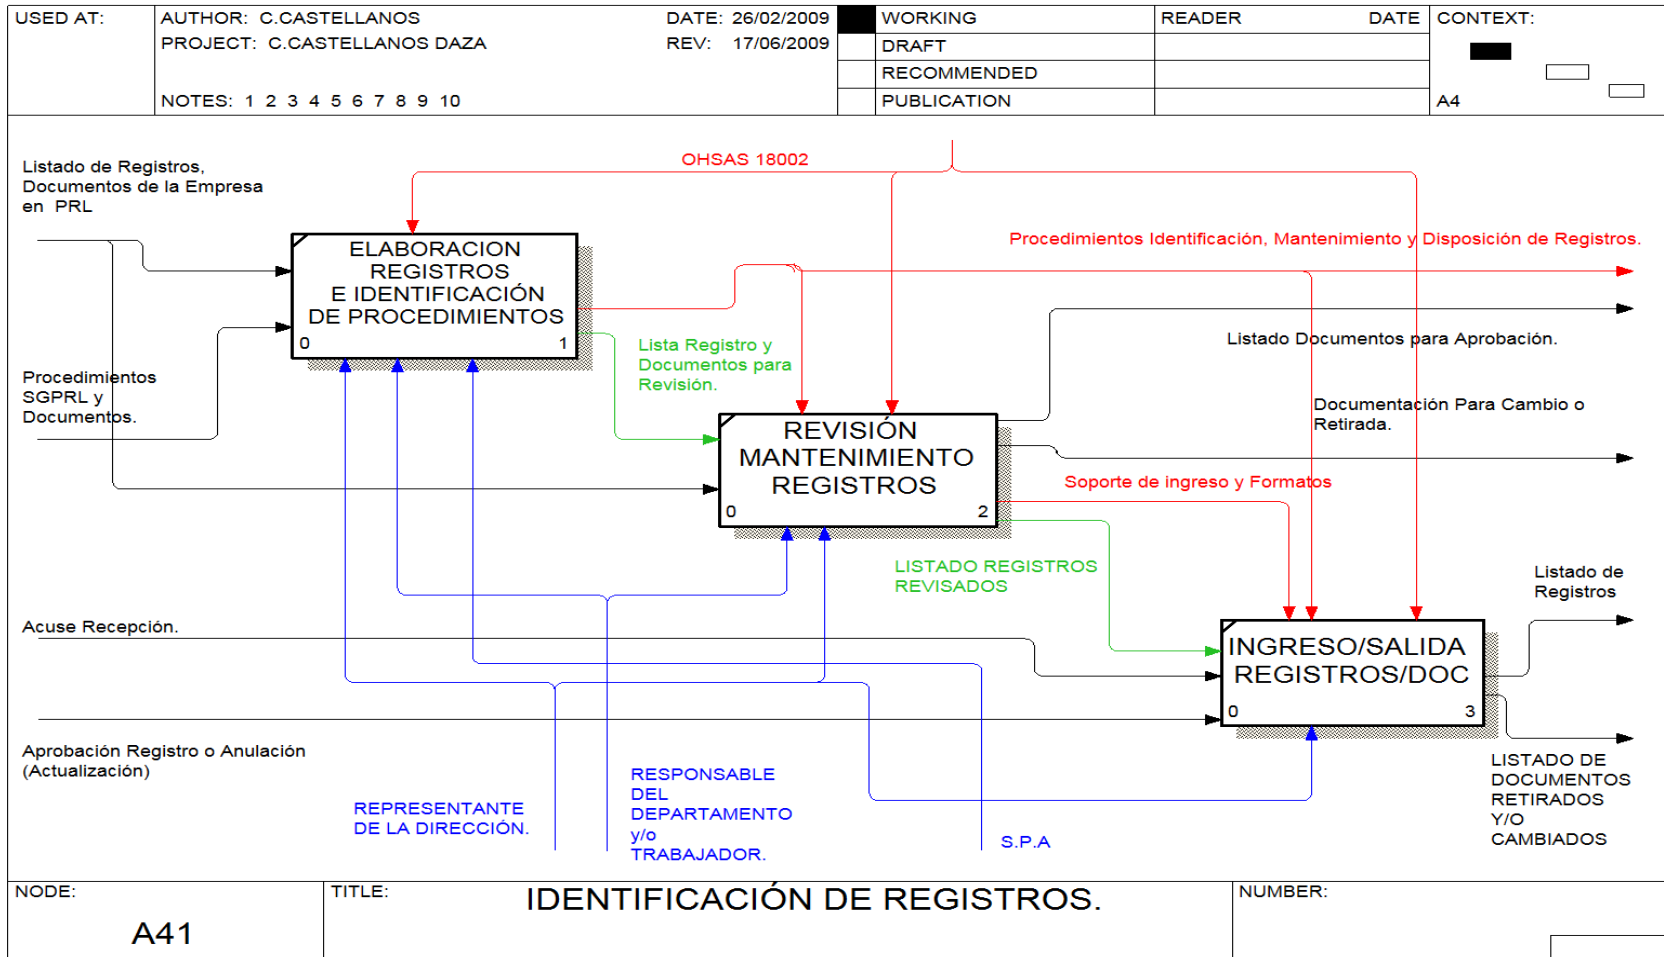 USED AT:
AUTHOR: C.CASTELLANOS
DATE: 26/02/2009
PROJECT: C.CASTELLANOS DAZA
REV: 17/06/2009
NOTES: 1 2 3 4 5 6 7 8 9 10
WORKING
DRAFT
RECOMMENDED
PUBLICATION
READER DATE
CONTEXT:
A4
OHSAS 18002
Listado de Registros,
Documentos de la Empresa
en PRL
ELABORACION
REGISTROS
E IDENTIFICACIÓN
DE PROCEDIMIENTOS
0 1
Procedimientos Identificación, Mantenimiento y Disposición de Registros.
Lista Registro y
Documentos para
Revisión.
Listado Documentos para Aprobación.
Procedimientos
SGPRL y
Documentos.
Documentación Para Cambio o
Retirada.
REVISIÓN
MANTENIMIENTO
REGISTROS
0 2
Soporte de ingreso y Formatos
LISTADO REGISTROS
REVISADOS
Listado de
Registros
Acuse Recepción.
INGRESO/SALIDA
REGISTROS/DOC
0 3
Aprobación Registro o Anulación
(Actualización)
REPRESENTANTE
DE LA DIRECCIÓN.
RESPONSABLE
DEL
DEPARTAMENTO
y/o
TRABAJADOR.
S.P.A
LISTADO DE
DOCUMENTOS
RETIRADOS
Y/O
CAMBIADOS
NODE:
A41
TITLE:
IDENTIFICACIÓN DE REGISTROS.
NUMBER: